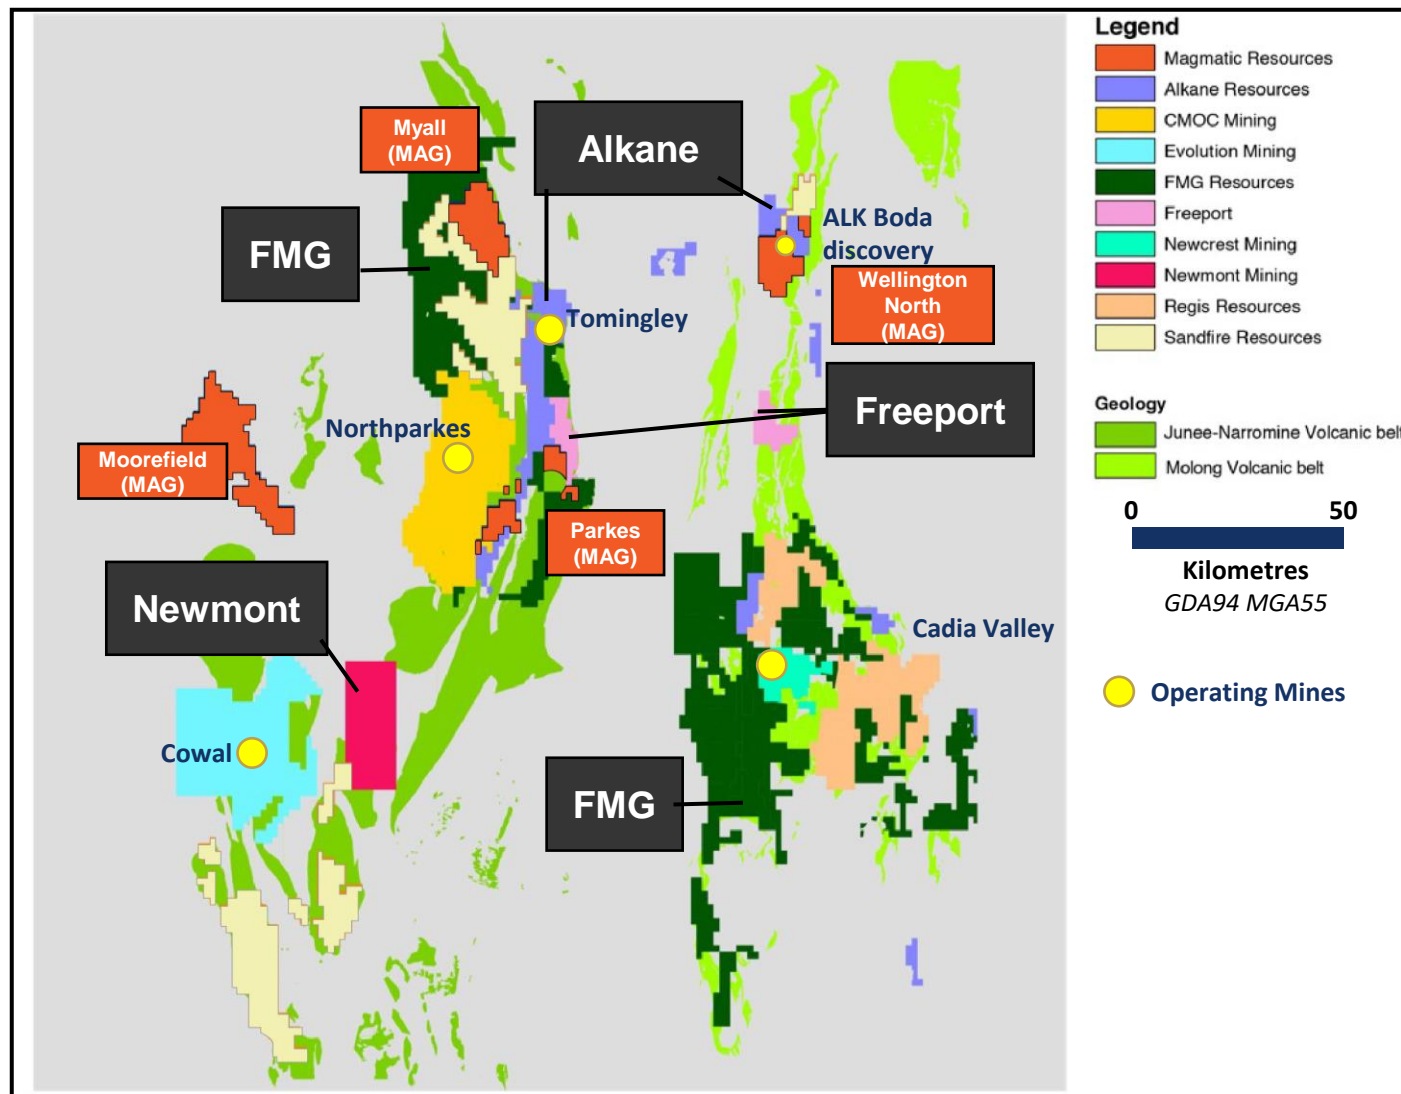 Myall
(MAG)
Alkane
FMG
ALK Boda
discovery
Wellington
North
(MAG)
Tomingley
Freeport
Northparkes
Moorefield
(MAG)
Parkes
(MAG)
Newmont
Cadia Valley
Cowal
FMG
Legend
Magmatic Resources
Alkane Resources
CMOC Mining
Evolution Mining
FMG Resources
Freeport
Newcrest Mining
Newmont Mining
Regis Resources
Sandfire Resources
Geology
Junee-Narromine Volcanic belt
Molong Volcanic belt
0 50
Kilometres
GDA94 MGA55
Operating Mines